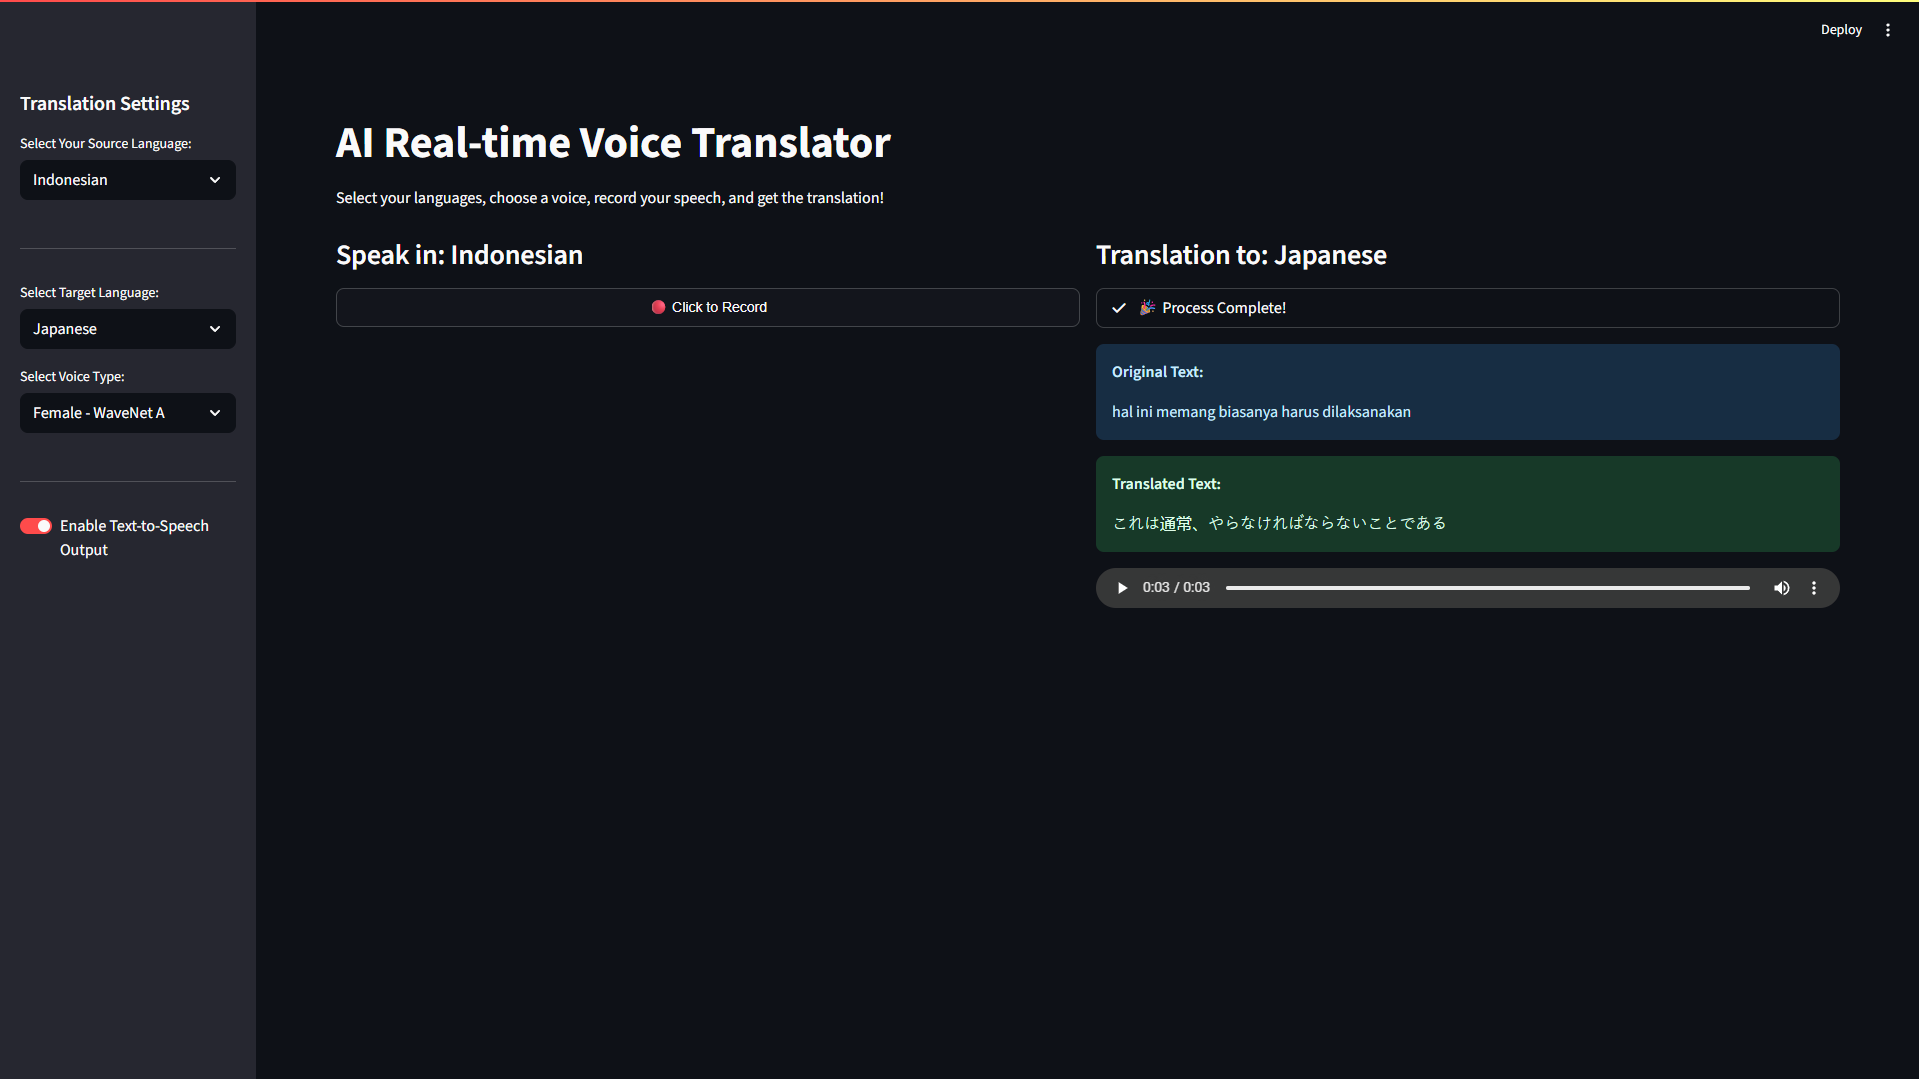 Deploy
Translation Settings
Select Your Source Language:
Indonesian
Select Target Language:
Japanese
Select Voice Type:
Female - WaveNet A
Enable Text-to-Speech
Output
AI Real-time Voice Translator
Select your languages, choose a voice, record your speech, and get the translation!
Speak in: Indonesian
Click to Record
Translation to: Japanese
🎉 Process Complete!
Original Text:
hal ini memang biasanya harus dilaksanakan
Translated Text:
これは通常、やらなければならないことである
0:03 / 0:03